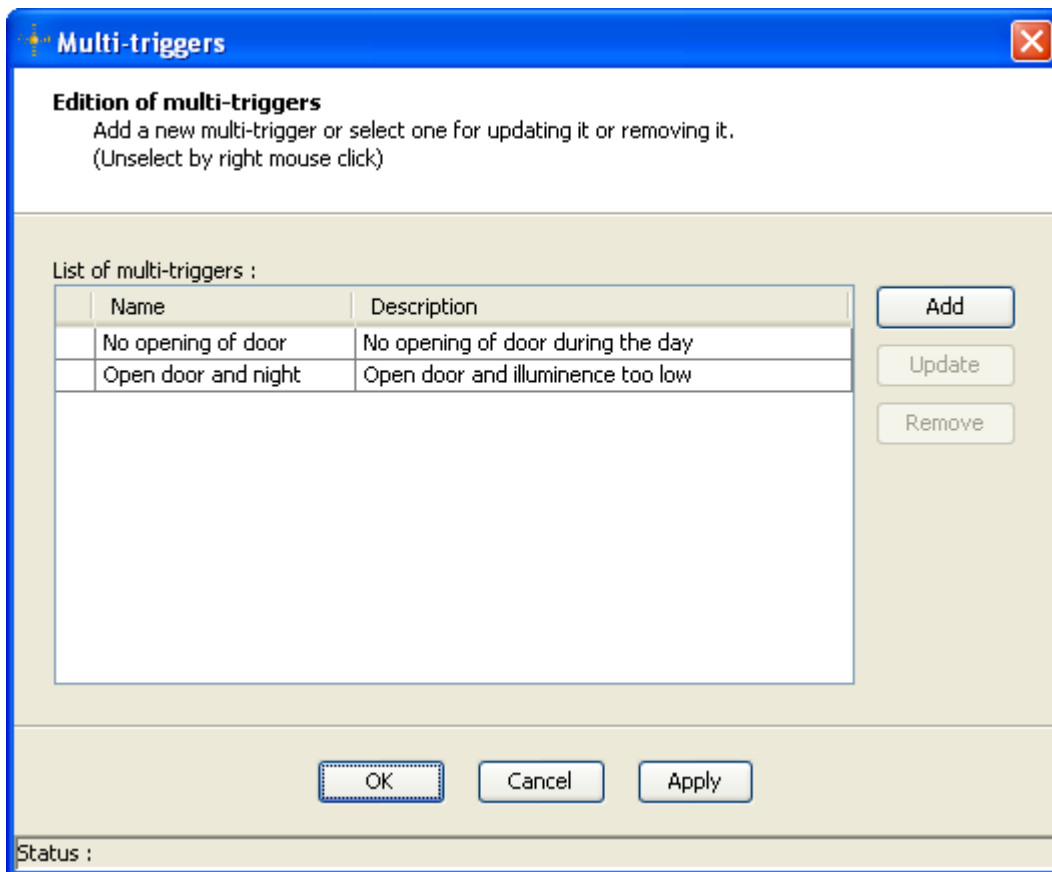 Multi-triggers
Edition of multi-triggers
Add a new multi-trigger or select one for updating it or removing it.
(Unselect by right mouse click)
List of multi-triggers :
Name Description
No opening of door No opening of door during the day
Open door and night Open door and illuminence too low
Add
Update
Remove
OK Cancel Apply
Status :